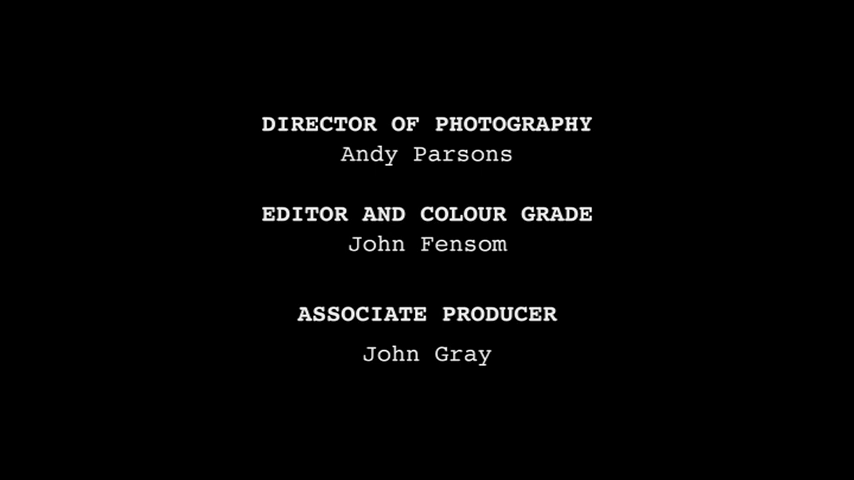 DIRECTOR OF PHOTOGRAPHY
Andy Parsons
EDITOR AND COLOUR GRADE
John Fensom
ASSOCIATE PRODUCER
John Gray